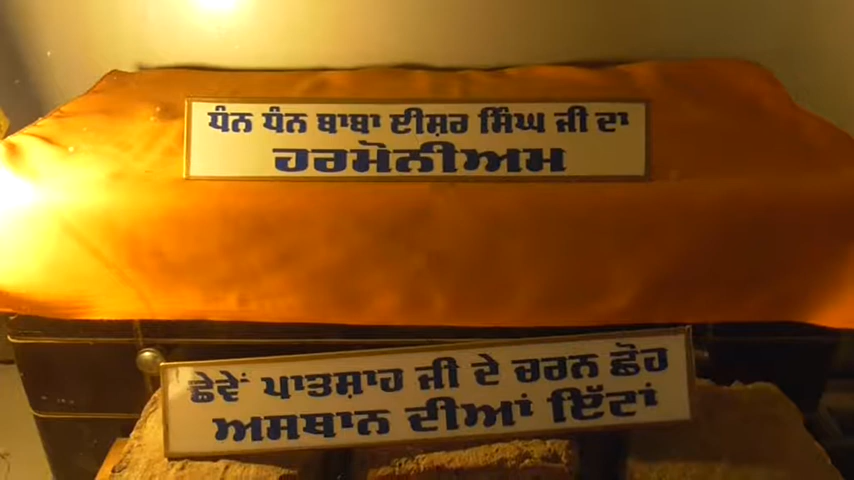 ਧੰਨ ਧੰਨ ਬਾਬਾ ਈਸ਼ਰ ਸਿੰਘ ਜੀ ਦਾ
ਹਰਮੋਨੀਅਮ
ਛੇਵੇਂ ਪਾਤਸ਼ਾਹ ਜੀ ਦੇ ਚਰਨ ਛੋਹ
ਅਸਥਾਨ ਦੀਆਂ ਇੱਟਾਂ